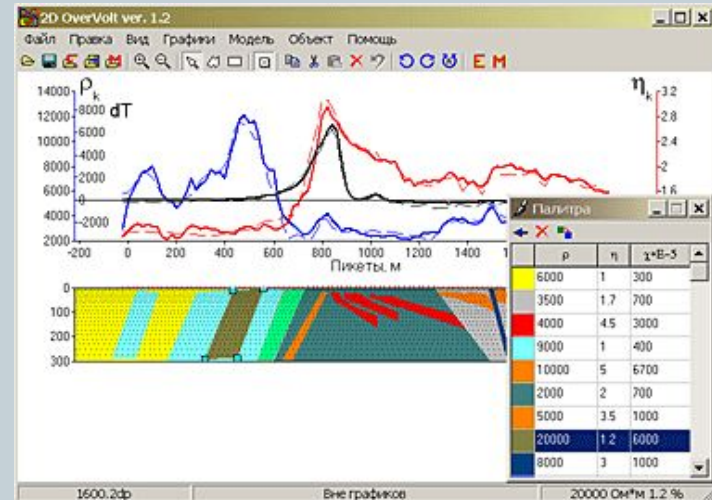 2D OverVolt ver. 1.2
Файл Правка Вид Графики Модель Объект Помощь
E M
ρk
dT
ηk
14000
12000
10000
8000
6000
4000
2000
8000
6000
4000
2000
0
-2000
3.2
2.8
2.4
2
1.6
-200 0 200 400 600 800 1000 1200 1400
Пикеты, м
0
100
200
300
Палитра
ρ η χ*E-5
6000 1 300
3500 1.7 700
4000 4.5 3000
9000 1 400
10000 5 6700
2000 2 700
5000 3.5 1000
20000 1.2 6000
8000 3 1000
1600.2dp Вне графиков 20000 Ом*м 1.2 %